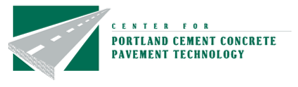 CENTER FOR
PORTLAND CEMENT CONCRETE
PAVEMENT TECHNOLOGY